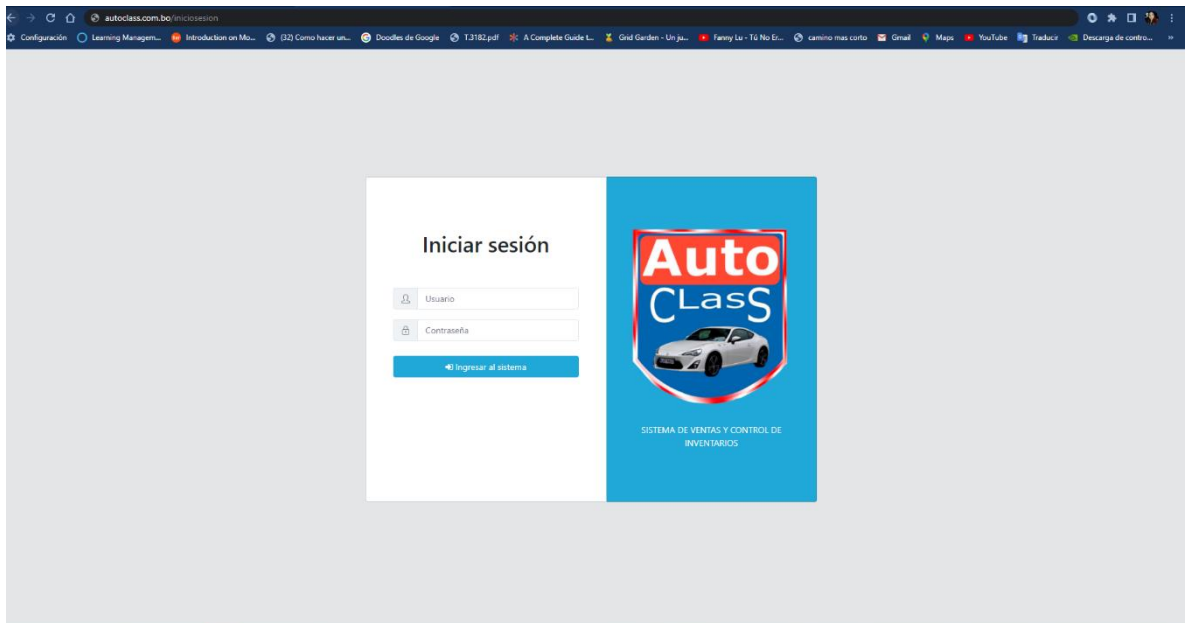 autoclass.com.bo/iniciosesion
Configuración Learning Managem... Introduction on Mo... (32) Como hacer un... Doodles de Google T.3182.pdf A Complete Guide t... Grid Garden - Un ju... Fanny Lu - Tú No Er... camino mas corto Gmail Maps YouTube Traducir Descarga de contro... »
Iniciar sesión
Usuario
Contraseña
Ingresar al sistema
Auto
CLasS
SISTEMA DE VENTAS Y CONTROL DE
INVENTARIOS